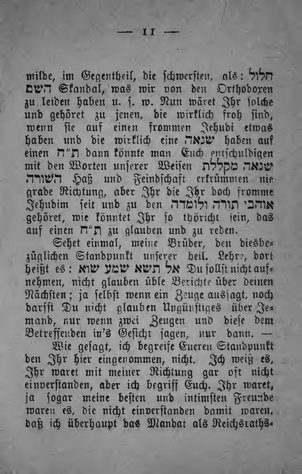 — 11 —
milde, im Gegentheil, die schwersten, als: חלול
השם Skandal, was wir von den Orthodoxen
zu leiden haben u. s. w. Nun wäret Ihr solche
und gehöret zu jenen, die wirklich froh sind,
wenn sie auf einen frommen Jehudi etwas
haben und die wirklich eine שנאה haben auf
einen ת״ח dann könnte man Euch entschuldigen
mit den Worten unserer Weisen שנאה מקלקלת
השורה Haß und Feindschaft erkrümmen nie
grade Richtung, aber Ihr die Ihr doch fromme
Jehudim seit und zu den
אוהבי תורה ולומדה
gehöret, wie könntet Ihr so thöricht sein, das
auf einen ת״ח zu glauben und zu reden.
Sehet einmal, meine Brüder, den diesbe-
züglichen Standpunkt unserer heil. Lehre, dort
heißt es: אל תשא שמע שוא Du sollst nicht auf-
nehmen, nicht glauben üble Berichte über deinen
Nächsten; ja selbst wenn ein Zeuge aussagt, noch
darfst Du nicht glauben Ungünstiges über Je-
mand, nur wenn zwei Zeugen und diese dem
Betreffenden in's Gesicht sagen, nur dann. —
Wie gesagt, ich begreife Eueren Standpunkt
den Ihr hier eingenommen, nicht. Ich weiß es,
Ihr waret mit meiner Richtung gar oft nicht
einverstanden, aber ich begriff Euch. Ihr waret,
ja sogar meine besten und intimsten Freunde
waren es, die nicht einverstanden damit waren,
daß ich überhaupt das Mandat als Reichsraths-